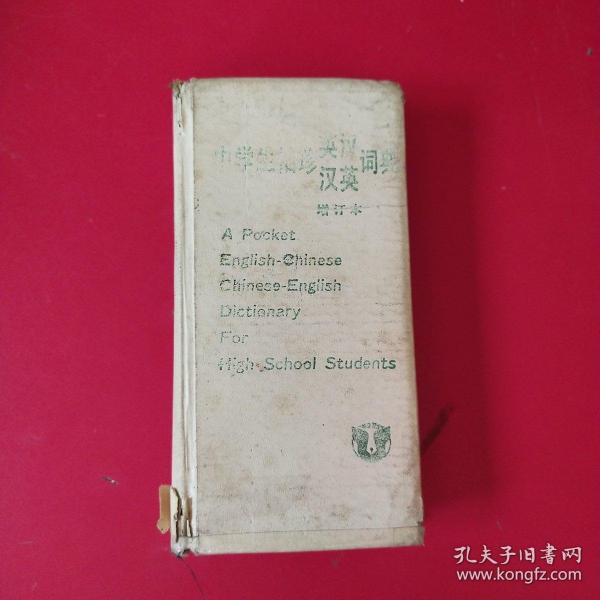 中学生袖珍英汉汉英词典
增订本
A Pocket
English-Chinese
Chinese-English
Dictionary
For
High School Students
孔夫子旧书网
www.kongfz.com